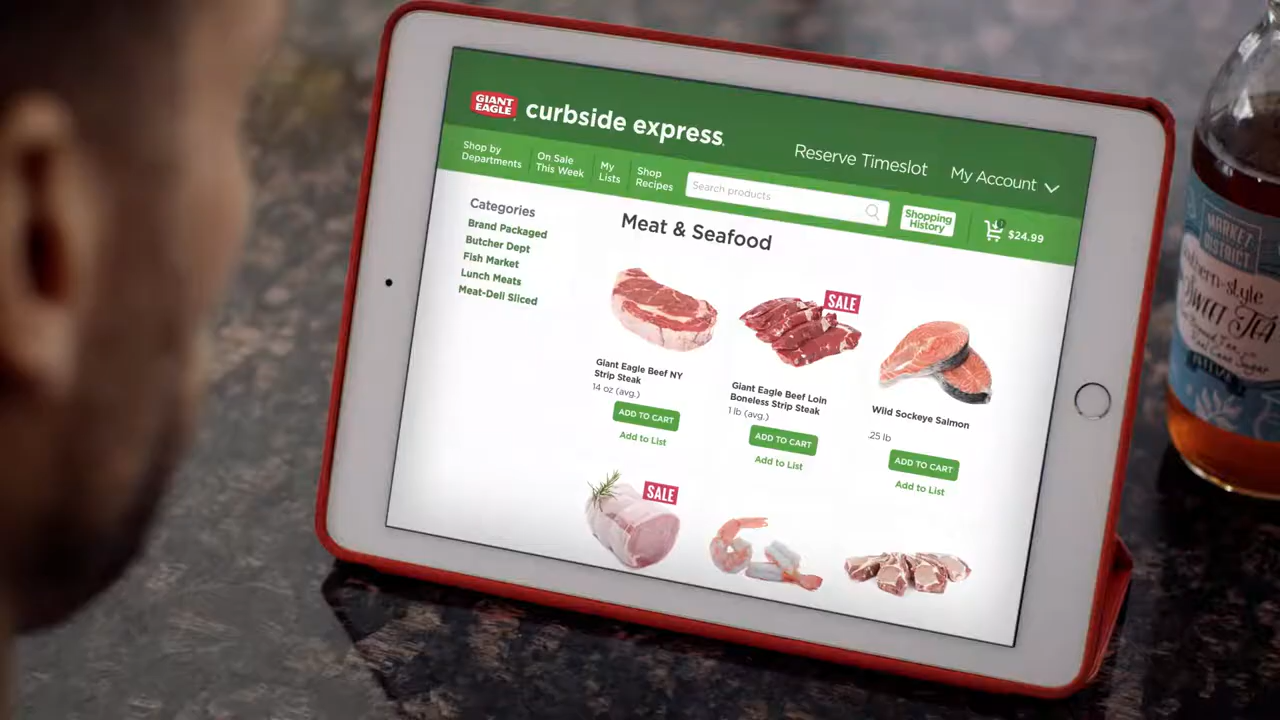 GIANT
EAGLE
curbside express
Reserve Timeslot
My Account
Shop by
Departments
On Sale
This Week
My
Lists
Shop
Recipes
Search products
Shopping
History
$24.99
Categories
Brand Packaged
Butcher Dept
Fish Market
Lunch Meats
Meat-Deli Sliced
Meat & Seafood
SALE
Giant Eagle Beef NY
Strip Steak
14 oz (avg.)
ADD TO CART
Add to List
Giant Eagle Beef Loin
Boneless Strip Steak
1 lb (avg.)
ADD TO CART
Add to List
Wild Sockeye Salmon
.25 lb
ADD TO CART
Add to List
SALE
MARKET
DISTRICT
Southern-style
SWEET TEA